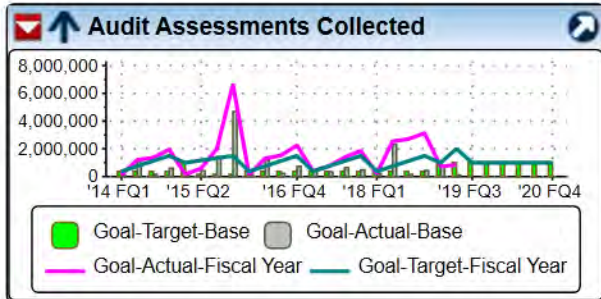 Audit Assessments Collected
8,000,000
6,000,000
4,000,000
2,000,000
0
'14 FQ1 '15 FQ2 '16 FQ4 '18 FQ1 '19 FQ3 '20 FQ4
Goal-Target-Base Goal-Actual-Base
Goal-Actual-Fiscal Year Goal-Target-Fiscal Year